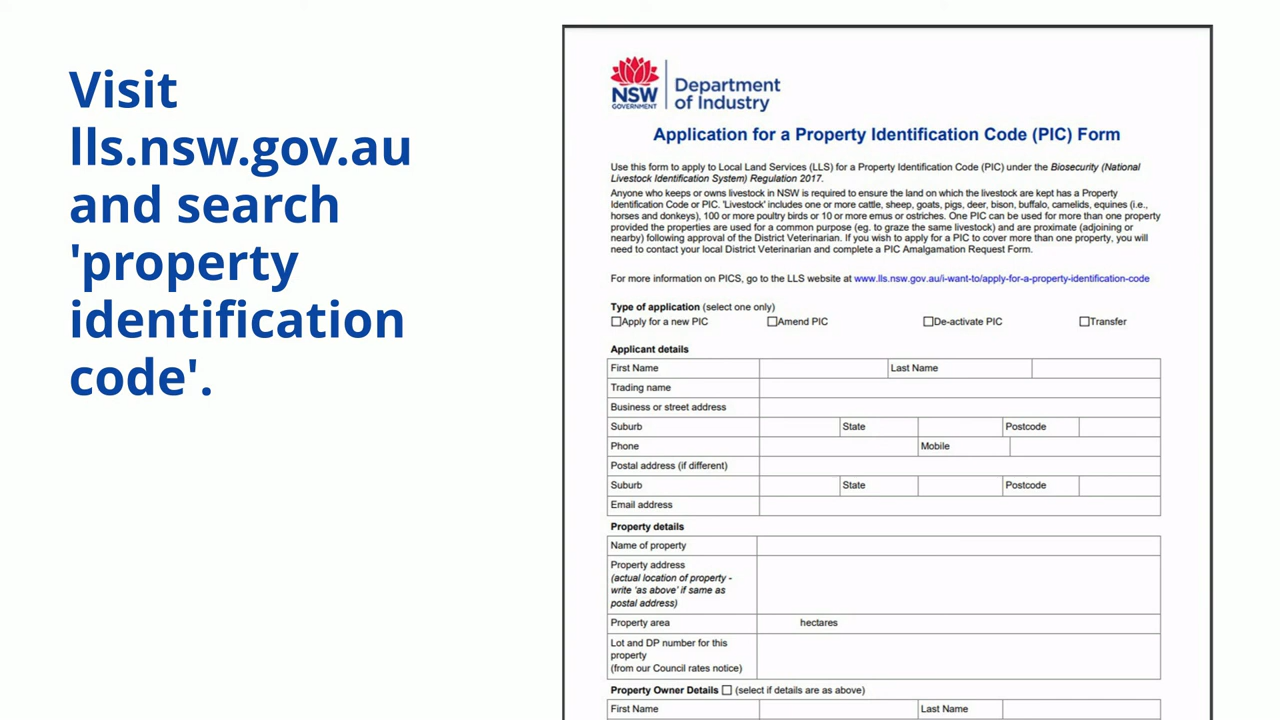 Visit
lls.nsw.gov.au
and search
'property
identification
code'.
NSW
GOVERNMENT
Department
of Industry
Application for a Property Identification Code (PIC) Form
Use this form to apply to Local Land Services (LLS) for a Property Identification Code (PIC) under the Biosecurity (National
Livestock Identification System) Regulation 2017.
Anyone who keeps or owns livestock in NSW is required to ensure the land on which the livestock are kept has a Property
Identification Code or PIC. 'Livestock' includes one or more cattle, sheep, goats, pigs, deer, bison, buffalo, camelids, equines (i.e.,
horses and donkeys), 100 or more poultry birds or 10 or more emus or ostriches. One PIC can be used for more than one property
provided the properties are used for a common purpose (eg. to graze the same livestock) and are proximate (adjoining or
nearby) following approval of the District Veterinarian. If you wish to apply for a PIC to cover more than one property, you will
need to contact your local District Veterinarian and complete a PIC Amalgamation Request Form.
For more information on PICS, go to the LLS website at www.lls.nsw.gov.au/i-want-to/apply-for-a-property-identification-code
Type of application (select one only)
Apply for a new PIC Amend PIC De-activate PIC Transfer
Applicant details
First Name Last Name
Trading name
Business or street address
Suburb State Postcode
Phone Mobile
Postal address (if different)
Suburb State Postcode
Email address
Property details
Name of property
Property address
(actual location of property -
write 'as above' if same as
postal address)
Property area hectares
Lot and DP number for this
property
(from our Council rates notice)
Property Owner Details (select if details are as above)
First Name Last Name